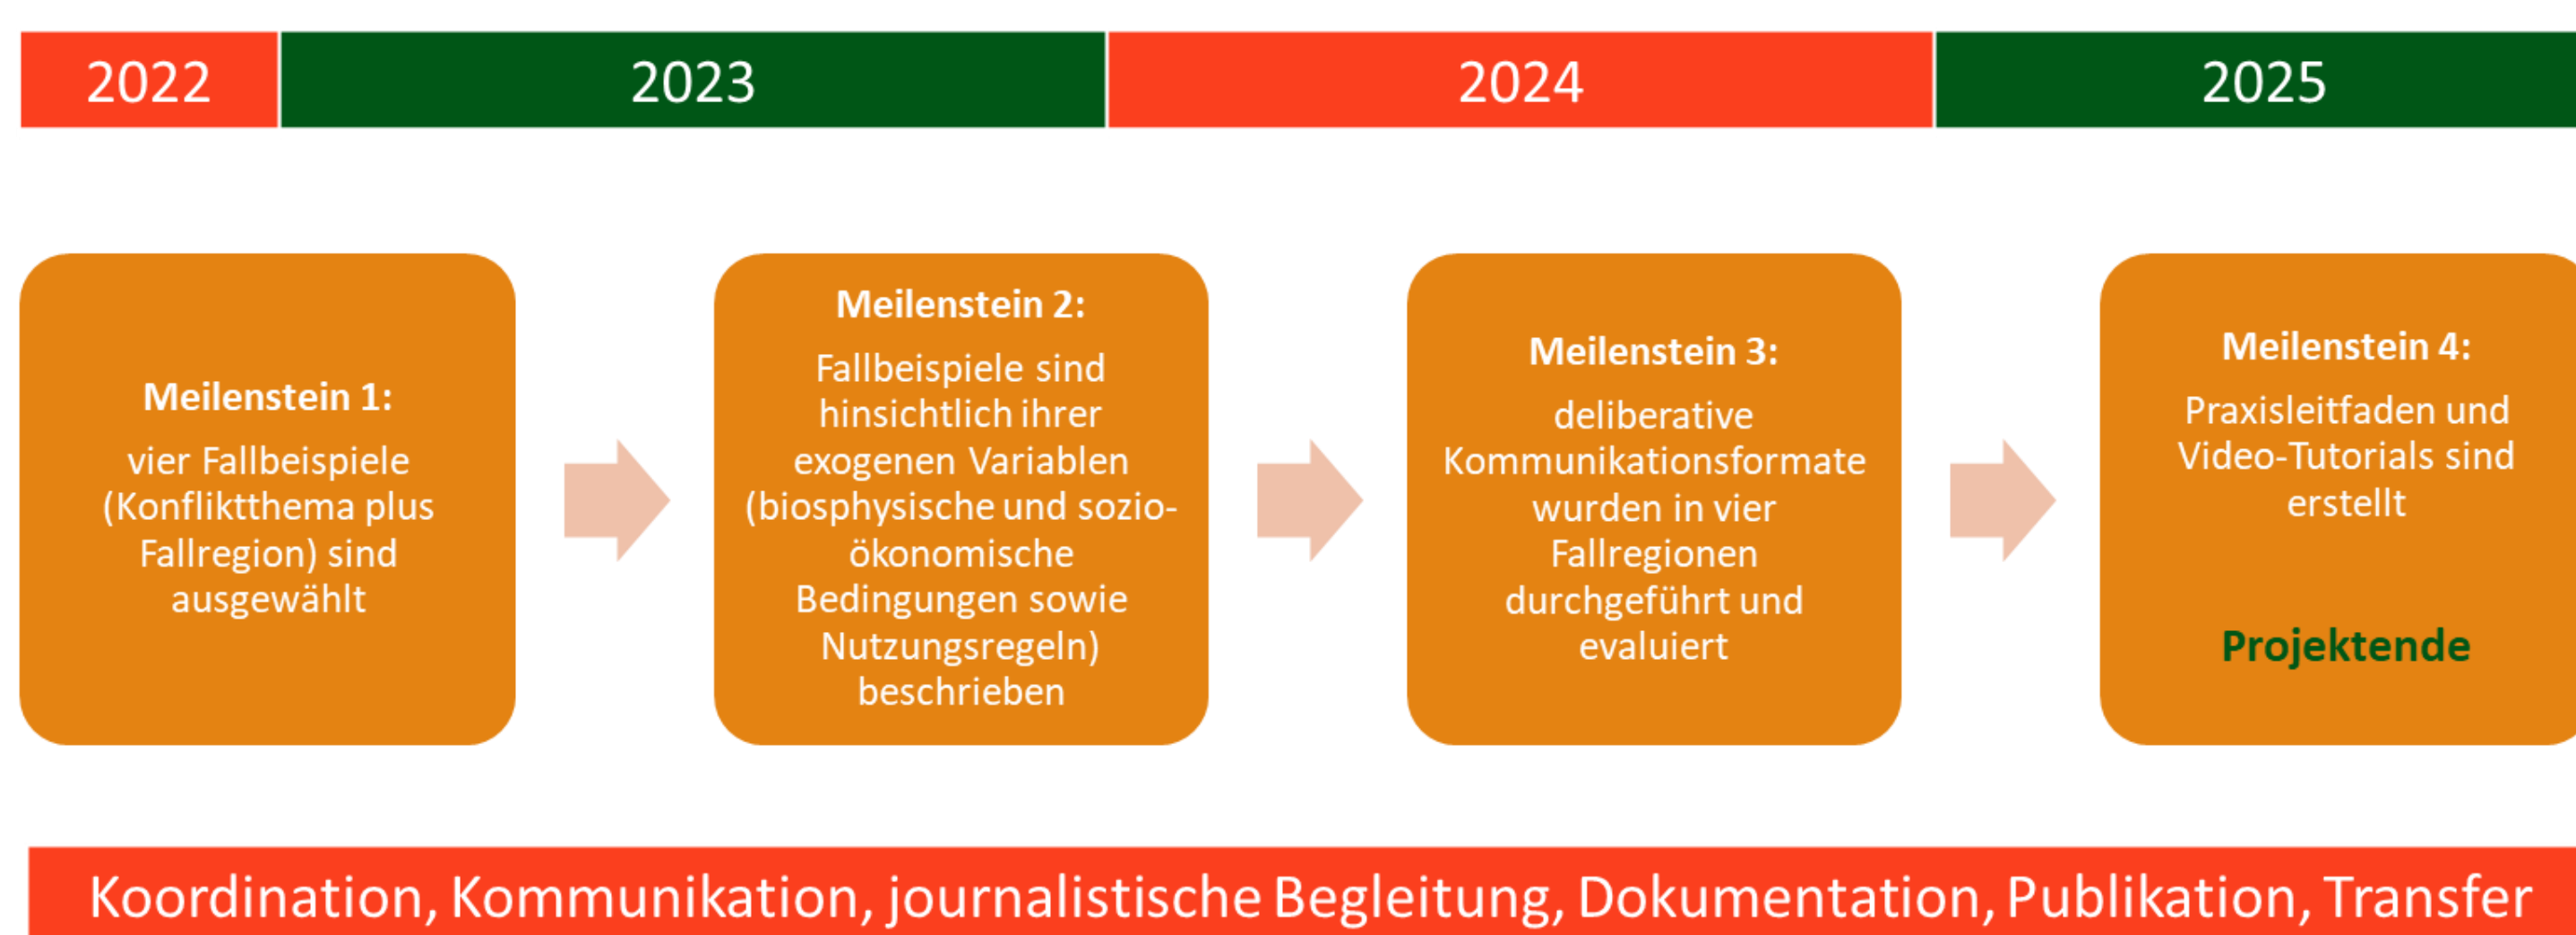 2022
2023
2024
2025
Meilenstein 1:
vier Fallbeispiele
(Konfliktthema plus
Fallregion) sind
ausgewählt
Meilenstein 2:
Fallbeispiele sind
hinsichtlich ihrer
exogenen Variablen
(biosphysische und sozio-
ökonomische
Bedingungen sowie
Nutzungsregeln)
beschrieben
Meilenstein 3:
deliberative
Kommunikationsformate
wurden in vier
Fallregionen
durchgeführt und
evaluiert
Meilenstein 4:
Praxisleitfaden und
Video-Tutorials sind
erstellt
Projektende
Koordination, Kommunikation, journalistische Begleitung, Dokumentation, Publikation, Transfer